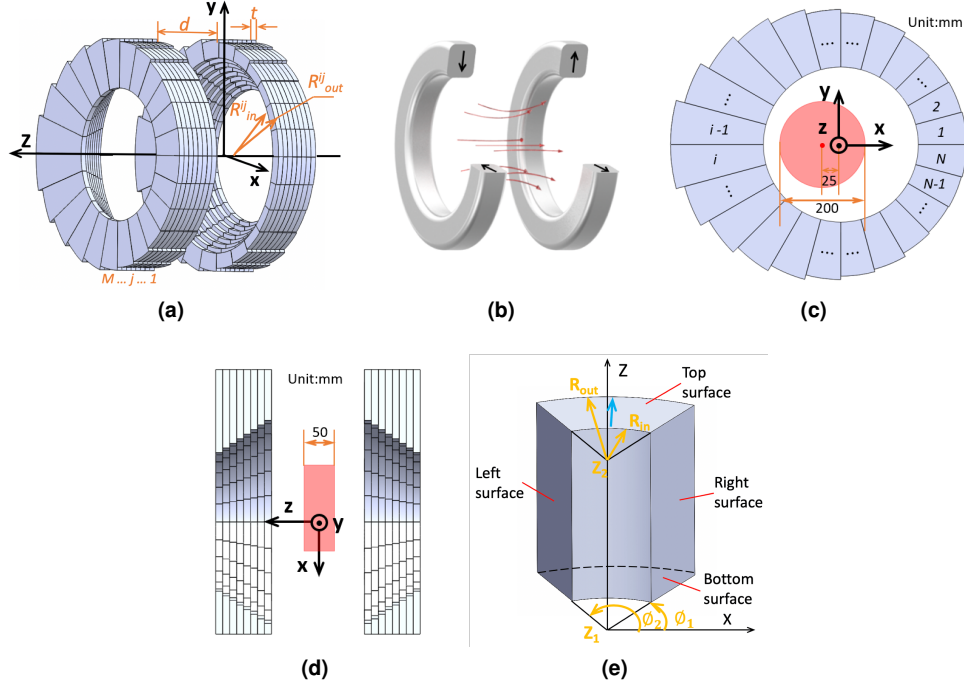 y
d
t
R^ij_out
R^ij_in
z
x
M ... j ... 1
(a)
(b)
Unit:mm
...
...
...
...
i -1
i
y
z
x
25
200
2
1
N
N-1
...
...
...
...
(c)
Unit:mm
50
z
y
x
(d)
Z
Top
surface
R_out
R_in
Z_2
Left
surface
Right
surface
Bottom
surface
Z_1
Ø_2
Ø_1
X
(e)